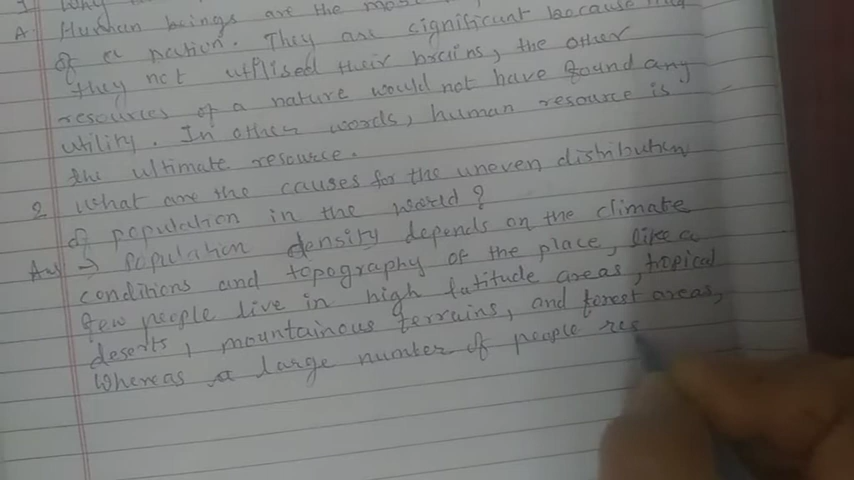 1 Why
A. Human beings are the most
of a nation. They are significant because they
they not utilised their brains, the other
resources of a nature would not have found any
utility. In other words, human resource is
the ultimate resource.
2 What are the causes for the uneven distribution
of population in the world?
Ans → Population density depends on the climate
conditions and topography of the place, like a
few people live in high latitude areas, tropical
deserts, mountainous terrains, and forest areas,
Whereas a large number of people res